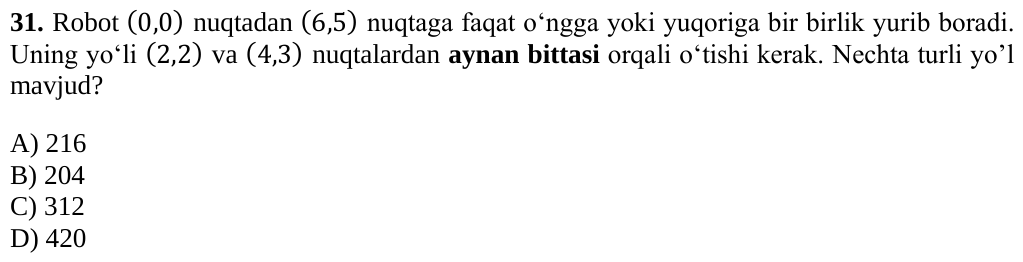 31. Robot (0,0) nuqtadan (6,5) nuqtaga faqat o‘ngga yoki yuqoriga bir birlik yurib boradi.
Uning yo‘li (2,2) va (4,3) nuqtalardan aynan bittasi orqali o‘tishi kerak. Nechta turli yo’l
mavjud?
A) 216
B) 204
C) 312
D) 420